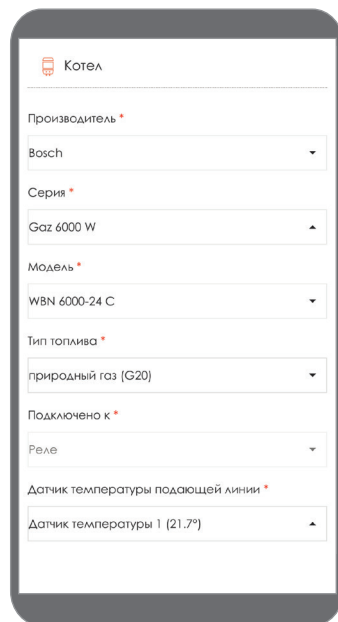 Котел
Производитель *
Bosch
Серия *
Gaz 6000 W
Модель *
WBN 6000-24 C
Тип топлива *
природный газ (G20)
Подключено к *
Реле
Датчик температуры подающей линии *
Датчик температуры 1 (21.7°)